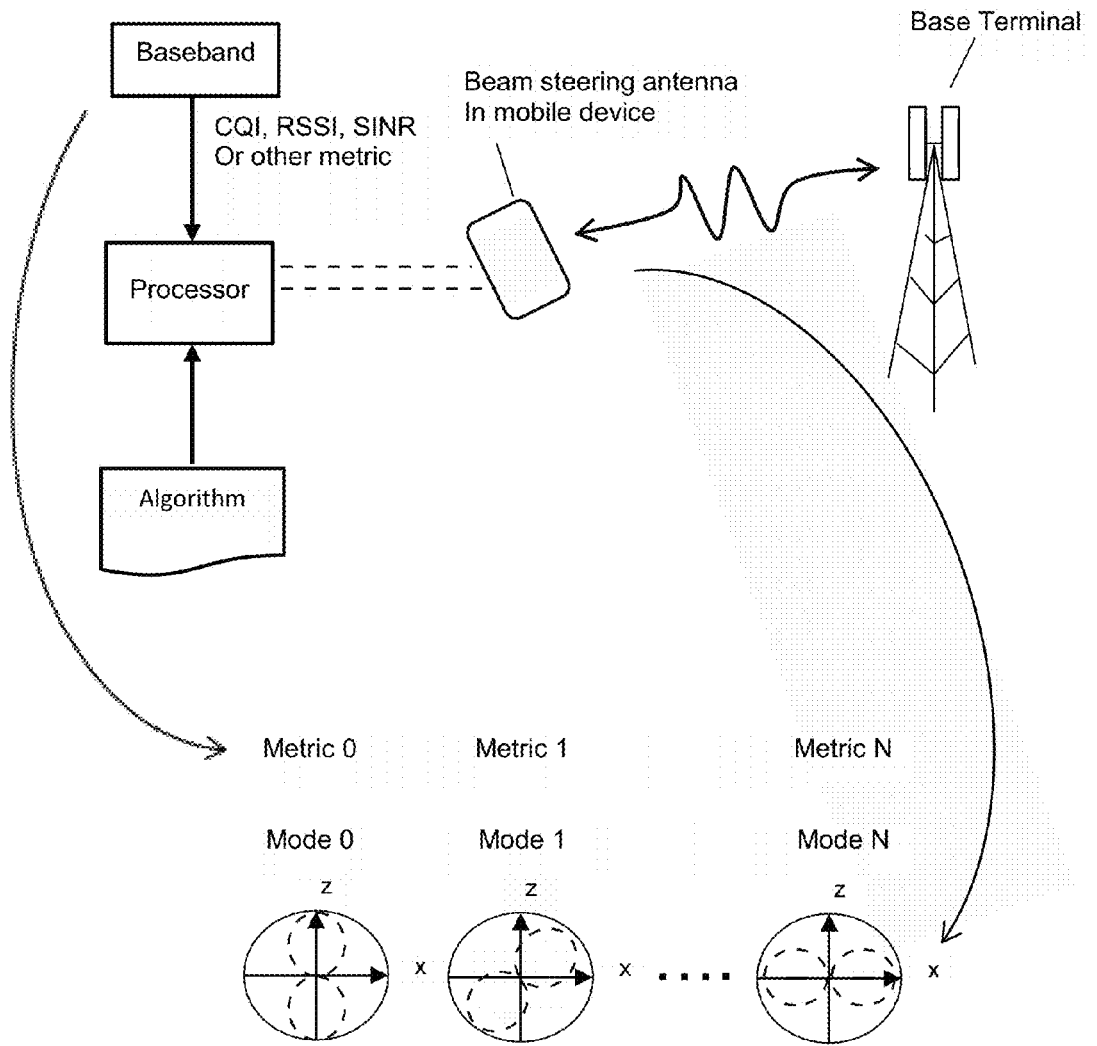 Base Terminal
Baseband
Beam steering antenna
In mobile device
CQI, RSSI, SINR
Or other metric
Processor
Algorithm
Metric 0 Metric 1 Metric N
Mode 0 Mode 1 Mode N
z z z
x x x